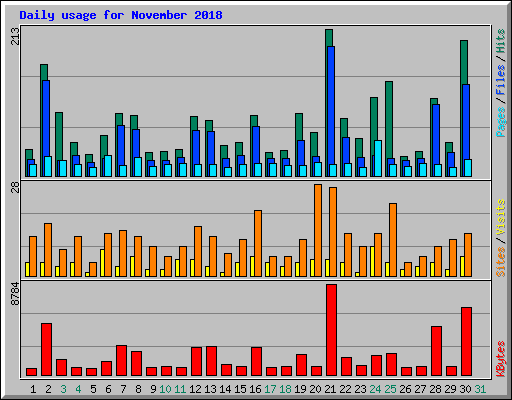 Daily usage for November 2018
213
Pages / Files / Hits
28
Sites / Visits
8784
KBytes
1 2 3 4 5 6 7 8 9 10 11 12 13 14 15 16 17 18 19 20 21 22 23 24 25 26 27 28 29 30 31